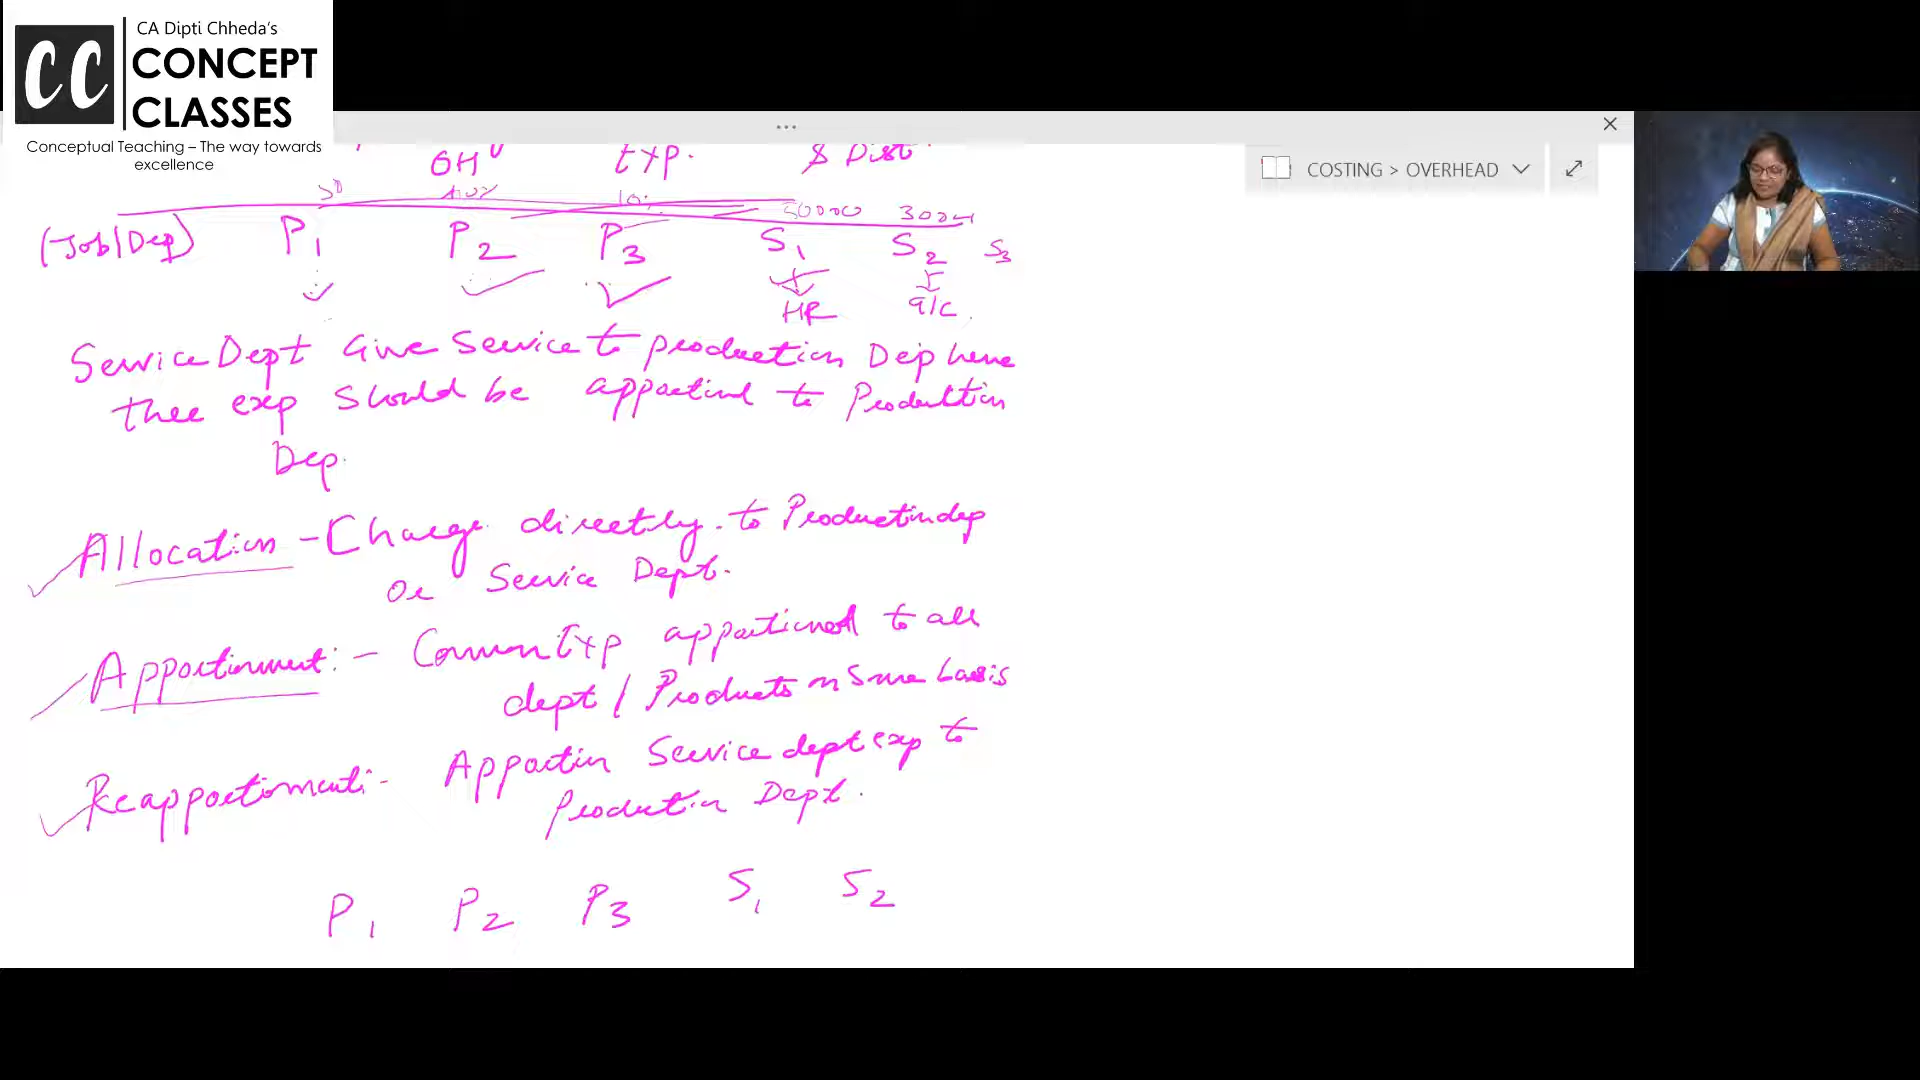 CA Dipti Chheda's
CC CONCEPT
CLASSES
Conceptual Teaching – The way towards
excellence
COSTING > OVERHEAD
OH Exp. & Dist.
50000
(Job/Dep) P1 P2 P3 S1 S2 S3
HR
Service Dept Give Service to production Dep hence
thee exp should be apportind to Production
Dep.
Allocation - Charge directly to Production dep
or Service Dept.
Apportionment:- Common Exp apportioned to all
dept / Products on Some basis
Reapportionment:- Apportion Service dept exp to
Production Dept.
P1 P2 P3 S1 S2